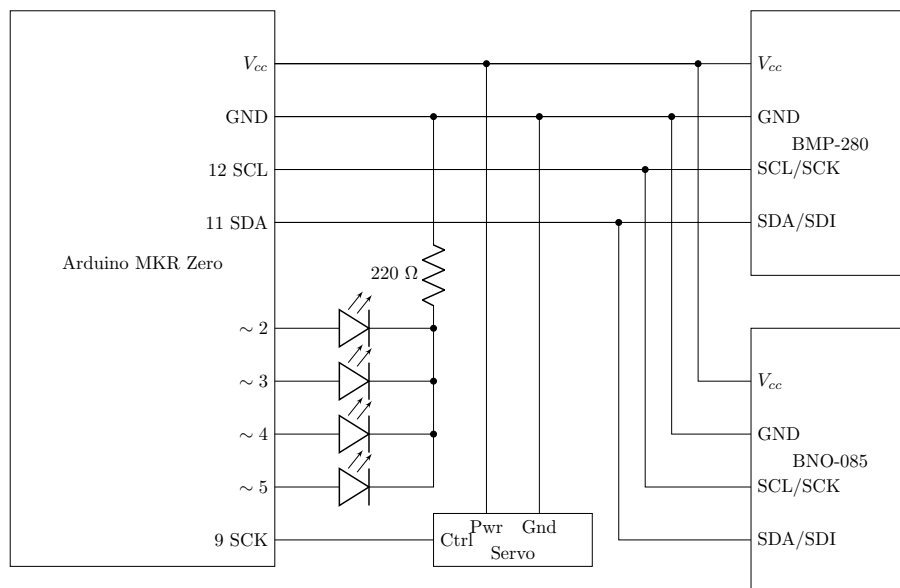 Arduino MKR Zero
V_cc
GND
12 SCL
11 SDA
220 Ω
∼ 2
∼ 3
∼ 4
∼ 5
9 SCK
Ctrl
Pwr
Gnd
Servo
V_cc
GND
BMP-280
SCL/SCK
SDA/SDI
V_cc
GND
BNO-085
SCL/SCK
SDA/SDI